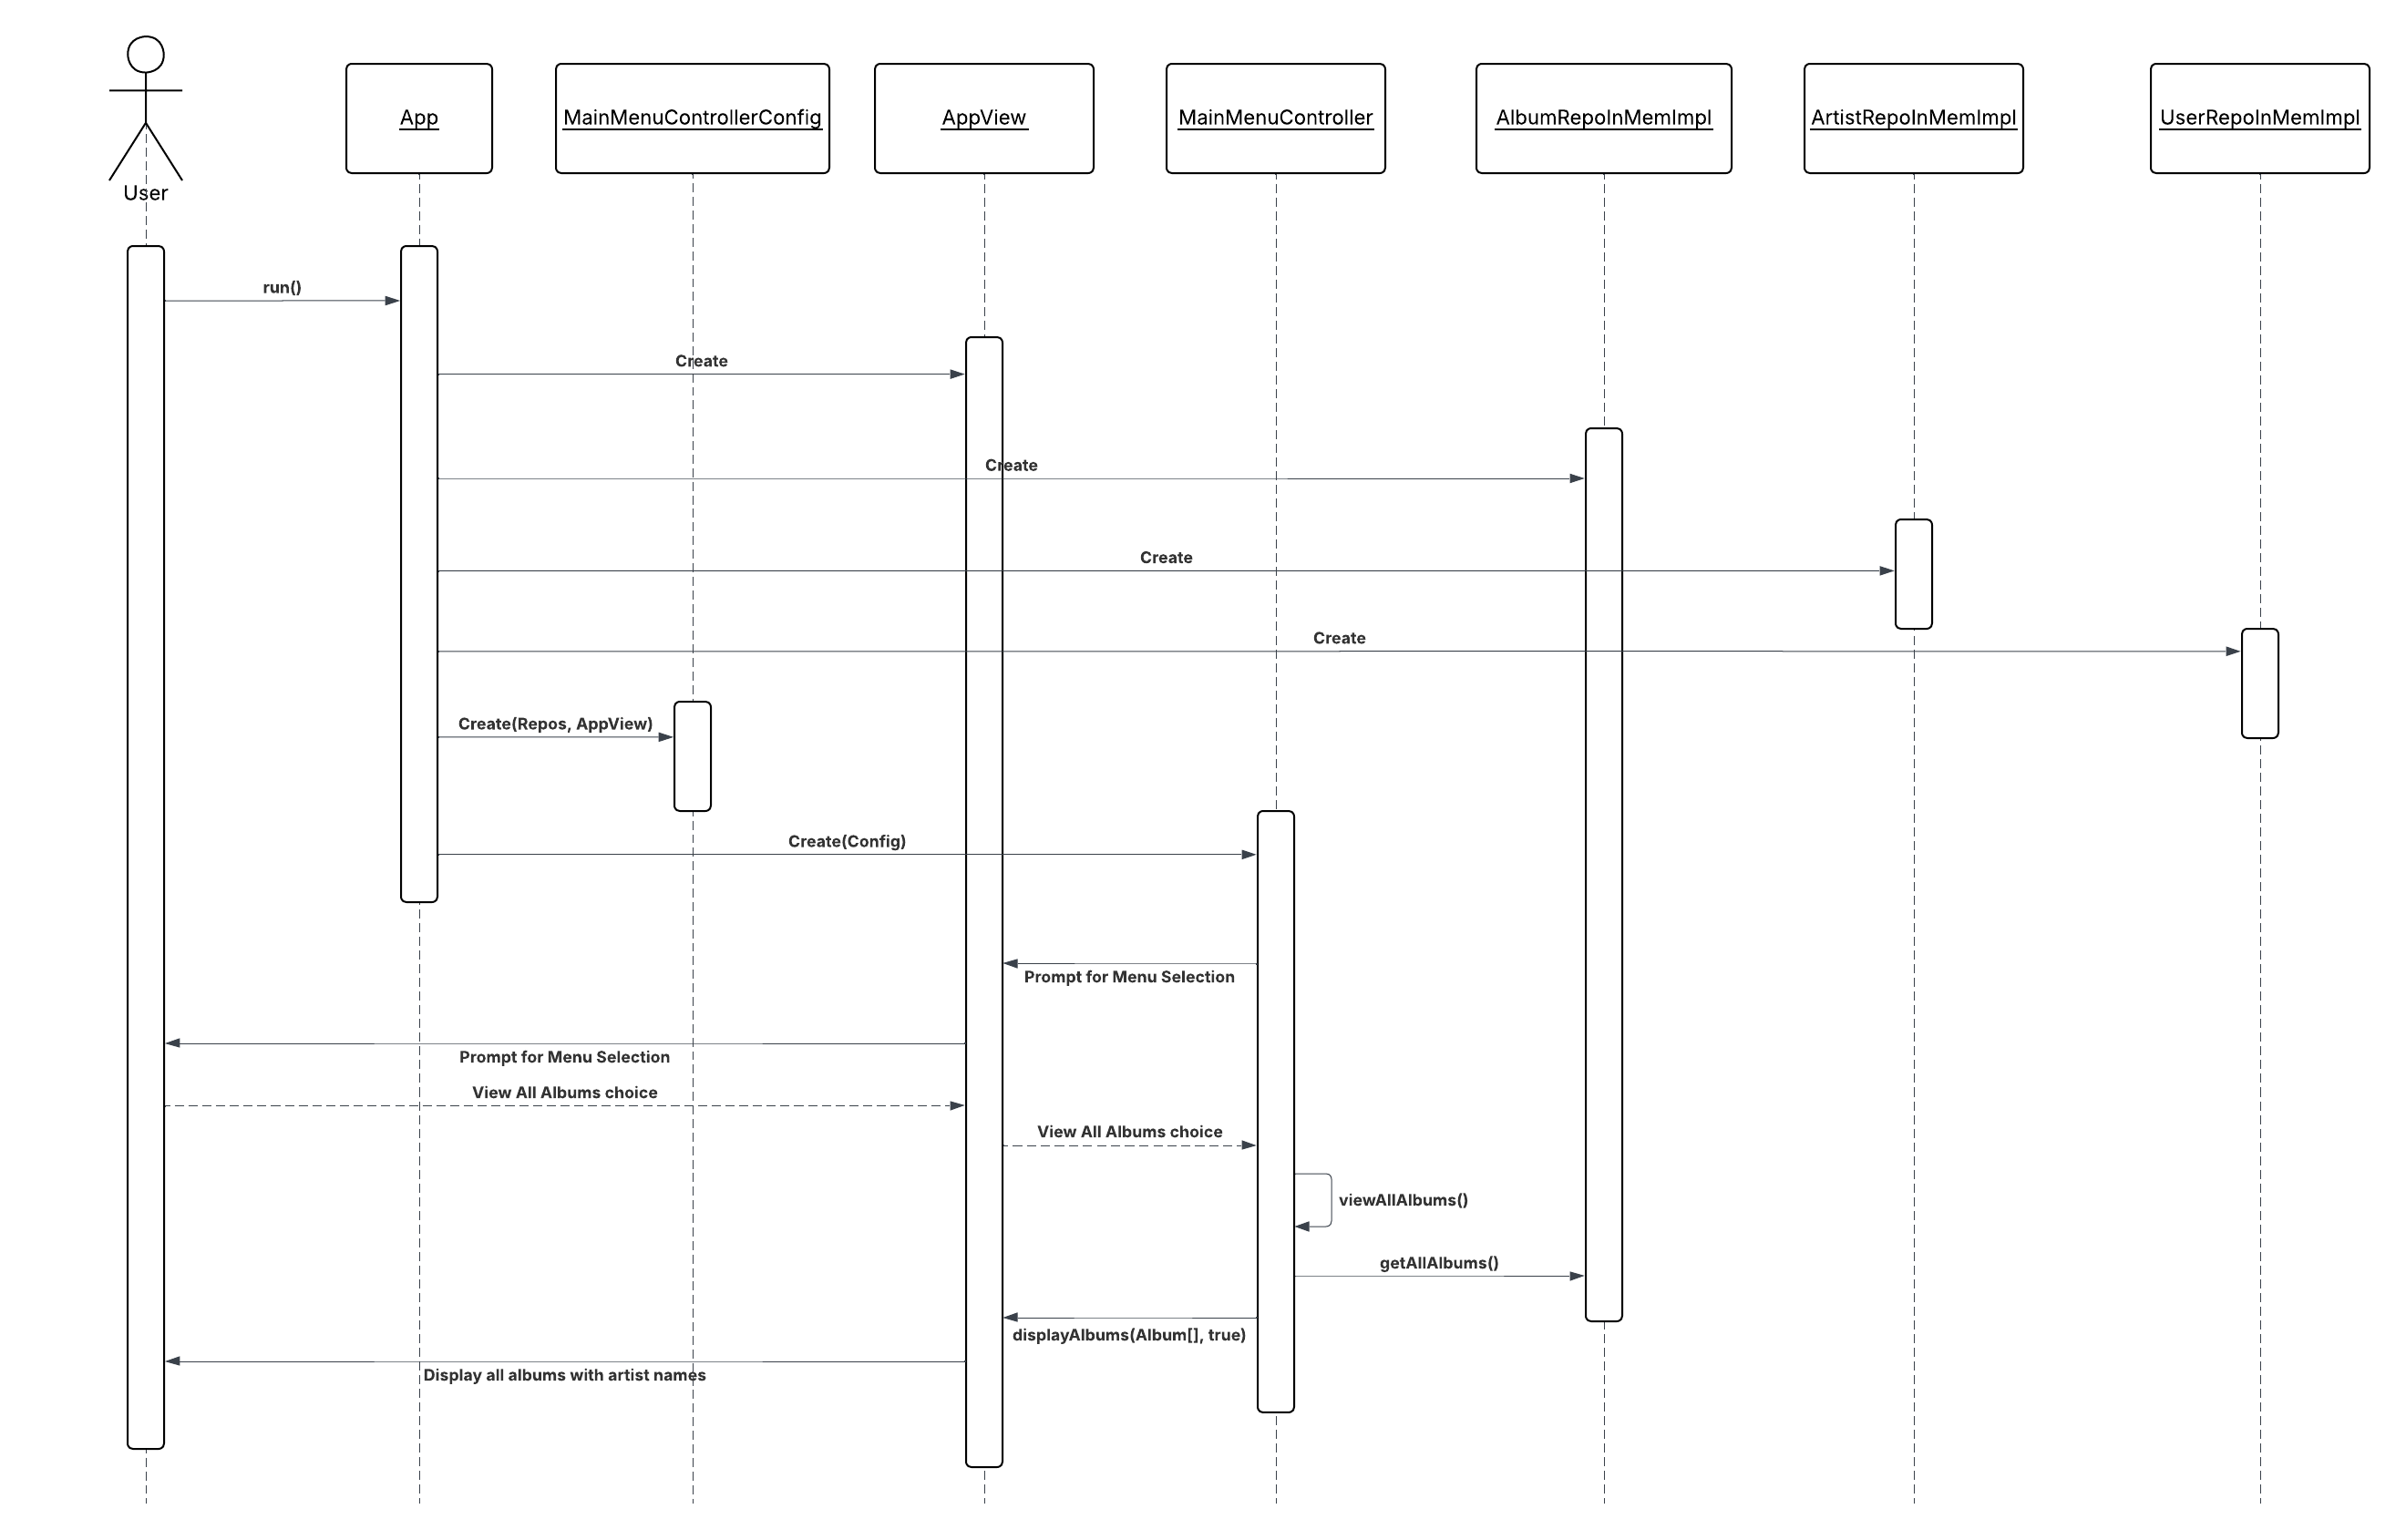 User
App
MainMenuControllerConfig
AppView
MainMenuController
AlbumRepoInMemImpl
ArtistRepoInMemImpl
UserRepoInMemImpl
run()
Create
Create
Create
Create
Create(Repos, AppView)
Create(Config)
Prompt for Menu Selection
Prompt for Menu Selection
View All Albums choice
View All Albums choice
viewAllAlbums()
getAllAlbums()
displayAlbums(Album[], true)
Display all albums with artist names